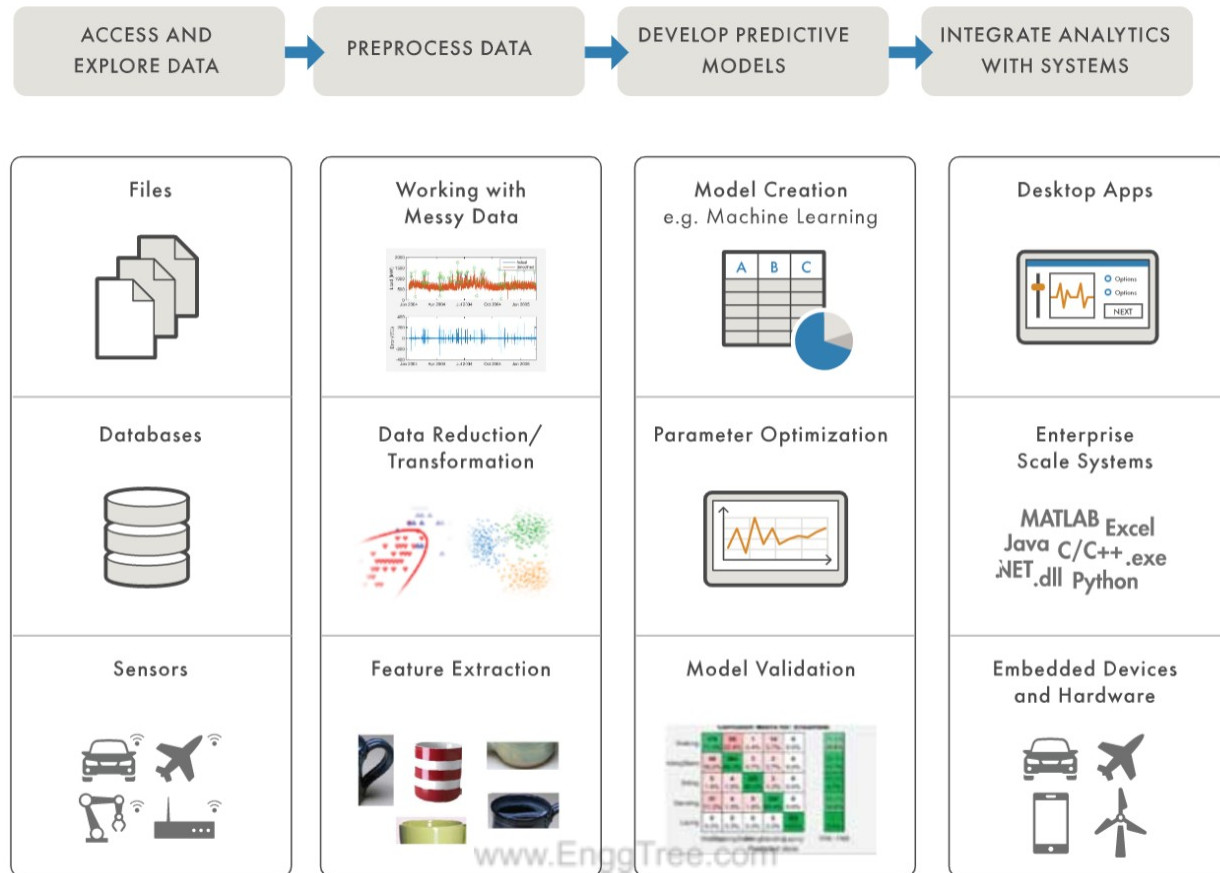 ACCESS AND
EXPLORE DATA
PREPROCESS DATA
DEVELOP PREDICTIVE
MODELS
INTEGRATE ANALYTICS
WITH SYSTEMS
Files
Databases
Sensors
Working with
Messy Data
Data Reduction/
Transformation
Feature Extraction
Model Creation
e.g. Machine Learning
A B C
Parameter Optimization
Model Validation
Desktop Apps
Options
Options
NEXT
Enterprise
Scale Systems
MATLAB Excel
Java C/C++ .exe
.NET .dll Python
Embedded Devices
and Hardware
www.EnggTree.com